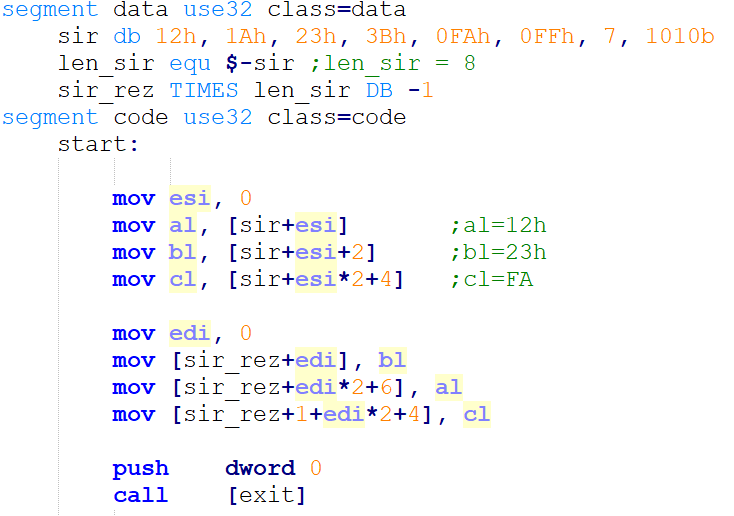 segment data use32 class=data
sir db 12h, 1Ah, 23h, 3Bh, 0FAh, 0FFh, 7, 1010b
len_sir equ $-sir ;len_sir = 8
sir_rez TIMES len_sir DB -1
segment code use32 class=code
start:
mov esi, 0
mov al, [sir+esi] ;al=12h
mov bl, [sir+esi+2] ;bl=23h
mov cl, [sir+esi*2+4] ;cl=FA
mov edi, 0
mov [sir_rez+edi], bl
mov [sir_rez+edi*2+6], al
mov [sir_rez+1+edi*2+4], cl
push dword 0
call [exit]